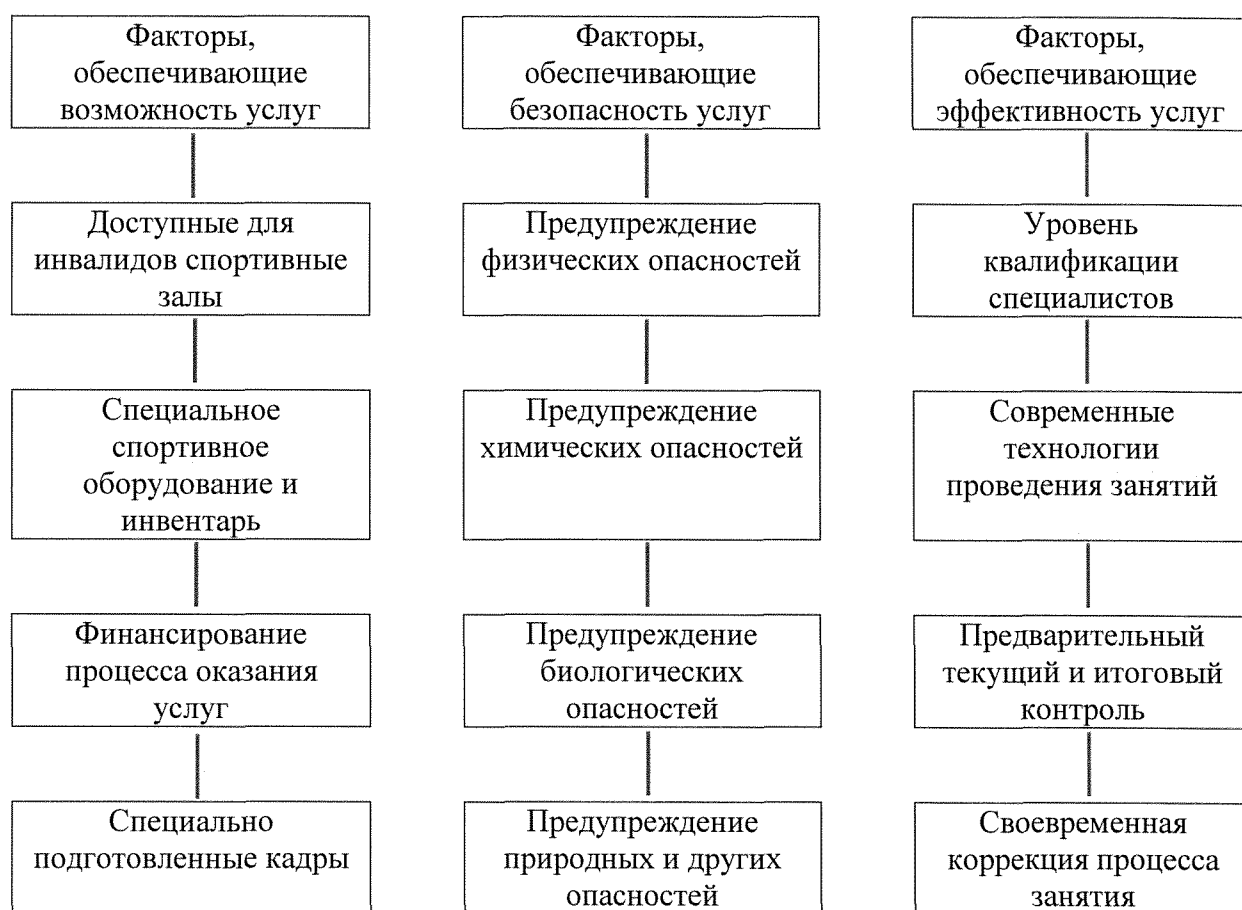 Факторы,
обеспечивающие
возможность услуг
Доступные для
инвалидов спортивные
залы
Специальное
спортивное
оборудование и
инвентарь
Финансирование
процесса оказания
услуг
Специально
подготовленные кадры
Факторы,
обеспечивающие
безопасность услуг
Предупреждение
физических опасностей
Предупреждение
химических опасностей
Предупреждение
биологических
опасностей
Предупреждение
природных и других
опасностей
Факторы,
обеспечивающие
эффективность услуг
Уровень
квалификации
специалистов
Современные
технологии
проведения занятий
Предварительный
текущий и итоговый
контроль
Своевременная
коррекция процесса
занятия